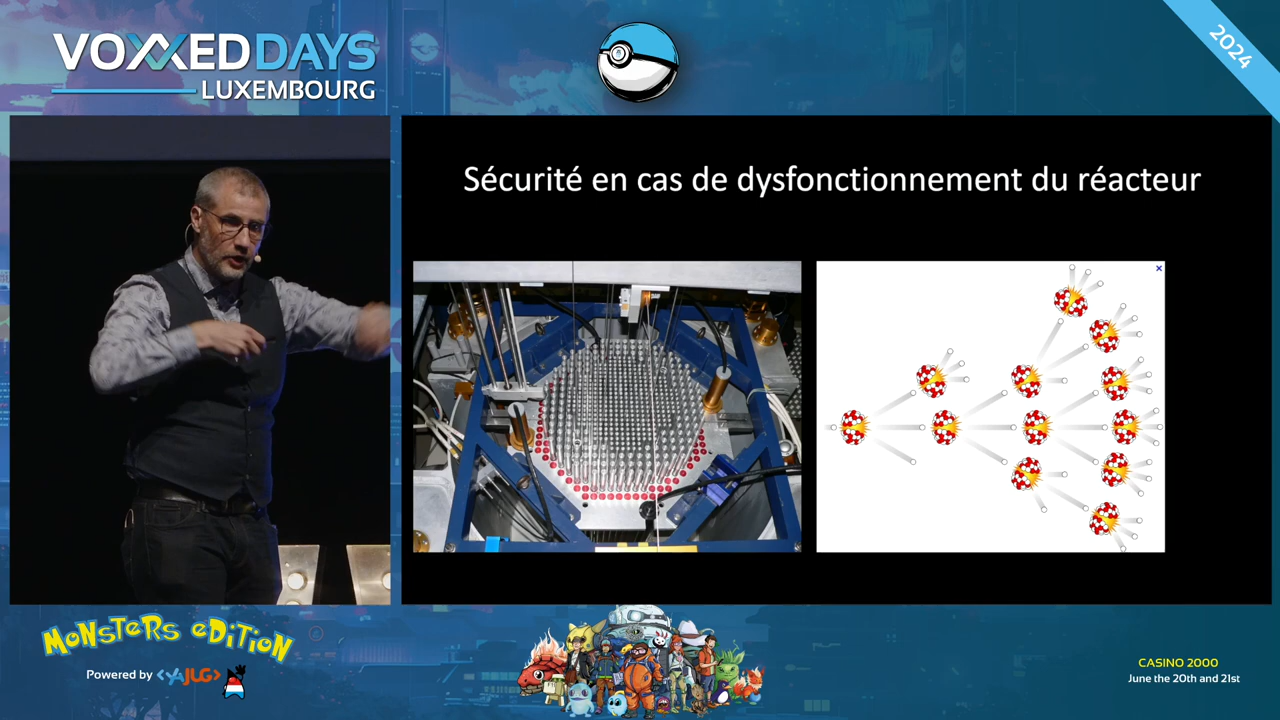 VOXXEDDAYS
LUXEMBOURG
2024
Sécurité en cas de dysfonctionnement du réacteur
×
MONSTERS EDITION
Powered by <YAJUG>
CASINO 2000
June the 20th and 21st